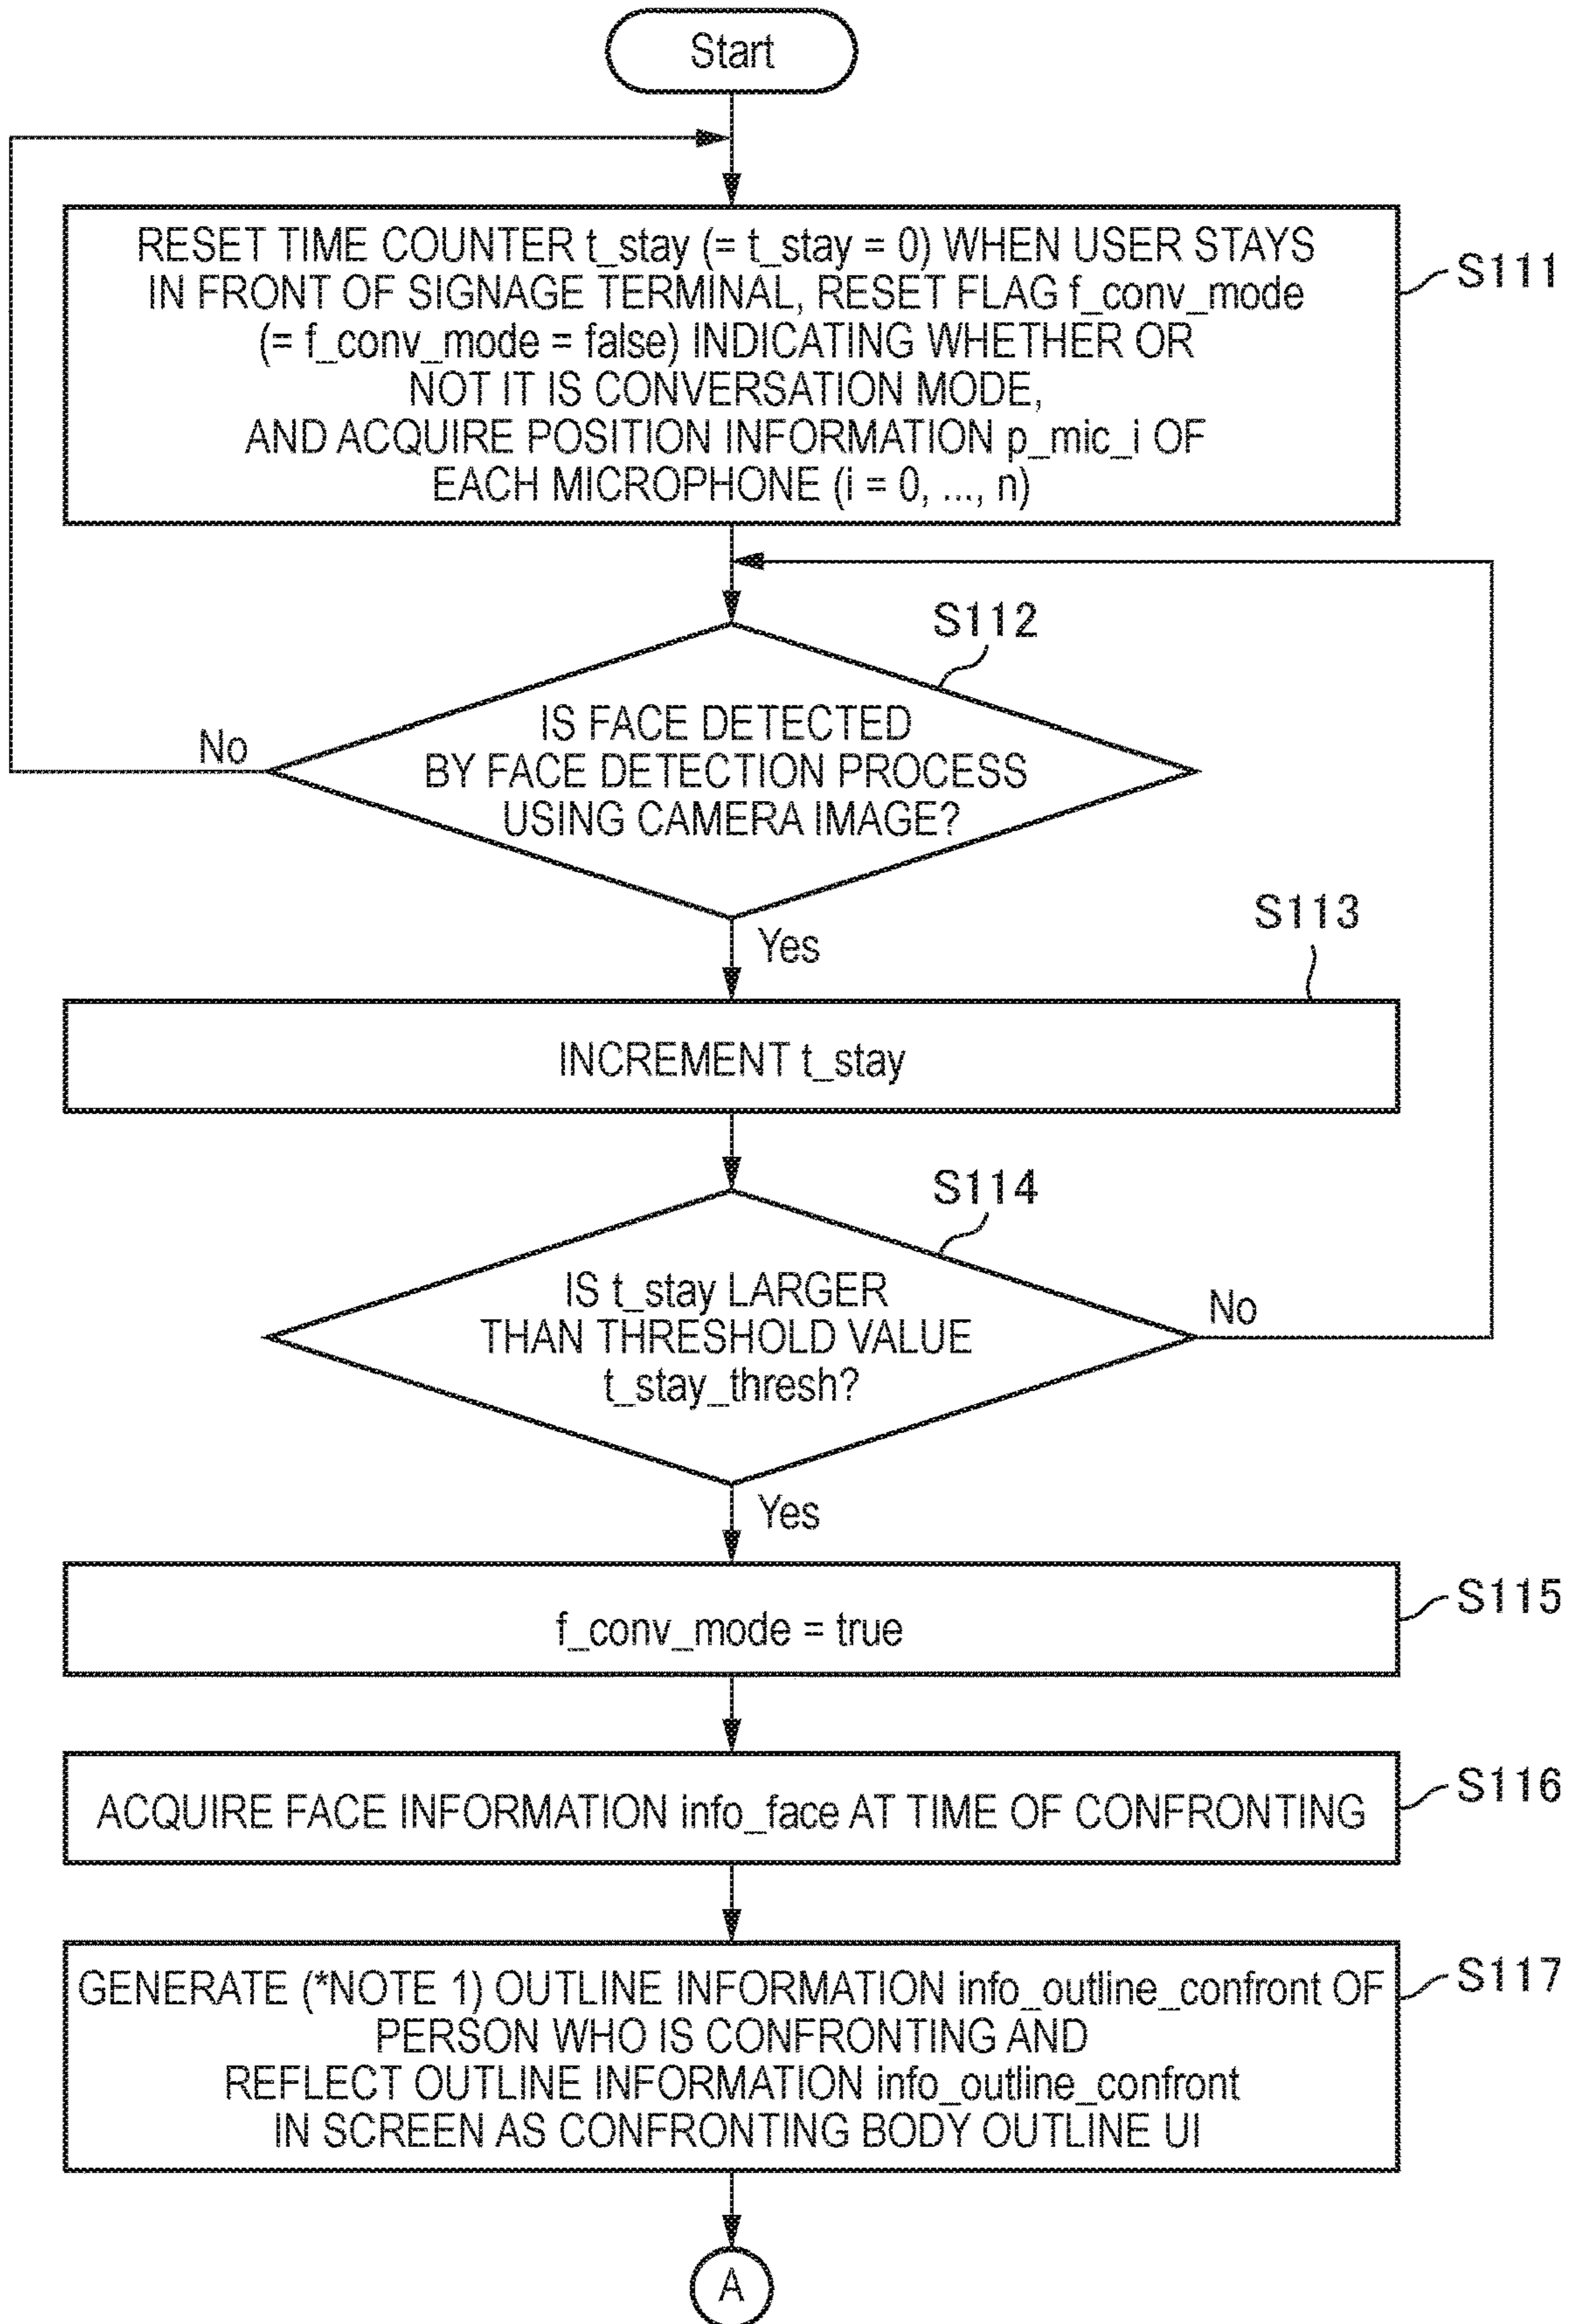 Start
RESET TIME COUNTER t_stay (= t_stay = 0) WHEN USER STAYS
IN FRONT OF SIGNAGE TERMINAL, RESET FLAG f_conv_mode
(= f_conv_mode = false) INDICATING WHETHER OR
NOT IT IS CONVERSATION MODE,
AND ACQUIRE POSITION INFORMATION p_mic_i OF
EACH MICROPHONE (i = 0, ..., n)
S111
S112
IS FACE DETECTED
BY FACE DETECTION PROCESS
USING CAMERA IMAGE?
No
Yes
S113
INCREMENT t_stay
S114
IS t_stay LARGER
THAN THRESHOLD VALUE
t_stay_thresh?
No
Yes
f_conv_mode = true
S115
ACQUIRE FACE INFORMATION info_face AT TIME OF CONFRONTING
S116
GENERATE (*NOTE 1) OUTLINE INFORMATION info_outline_confront OF
PERSON WHO IS CONFRONTING AND
REFLECT OUTLINE INFORMATION info_outline_confront
IN SCREEN AS CONFRONTING BODY OUTLINE UI
S117
A